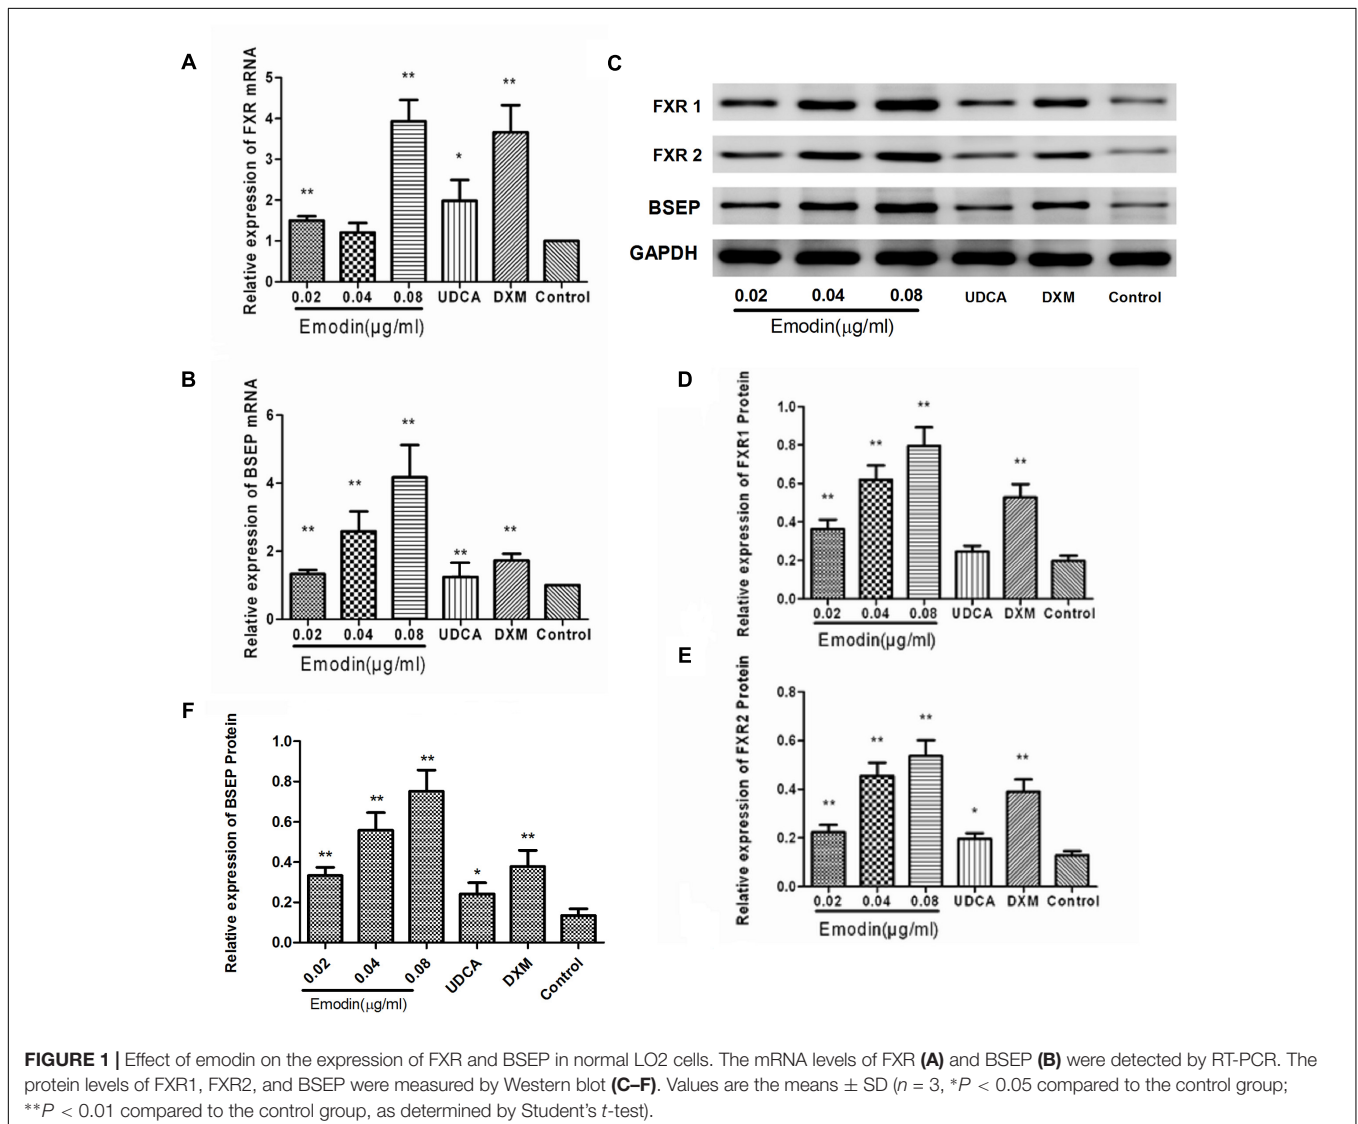 A
Relative expression of FXR mRNA
5
4
3
2
1
0
**
**
*
**
0.02 0.04 0.08 UDCA DXM Control
Emodin(μg/ml)
C
FXR 1
FXR 2
BSEP
GAPDH
0.02 0.04 0.08 UDCA DXM Control
Emodin(μg/ml)
B
Relative expression of BSEP mRNA
6
4
2
0
**
**
**
**
**
0.02 0.04 0.08 UDCA DXM Control
Emodin(μg/ml)
D
Relative expression of FXR1 Protein
1.0
0.8
0.6
0.4
0.2
0.0
**
**
**
**
0.02 0.04 0.08 UDCA DXM Control
Emodin(μg/ml)
E
Relative expression of FXR2 Protein
0.8
0.6
0.4
0.2
0.0
**
**
**
*
**
0.02 0.04 0.08 UDCA DXM Control
Emodin(μg/ml)
F
Relative expression of BSEP Protein
1.0
0.8
0.6
0.4
0.2
0.0
**
**
**
*
**
0.02 0.04 0.08 UDCA DXM Control
Emodin(μg/ml)
FIGURE 1 | Effect of emodin on the expression of FXR and BSEP in normal LO2 cells. The mRNA levels of FXR (A) and BSEP (B) were detected by RT-PCR. The
protein levels of FXR1, FXR2, and BSEP were measured by Western blot (C–F). Values are the means ± SD (n = 3, *P < 0.05 compared to the control group;
**P < 0.01 compared to the control group, as determined by Student's t-test).